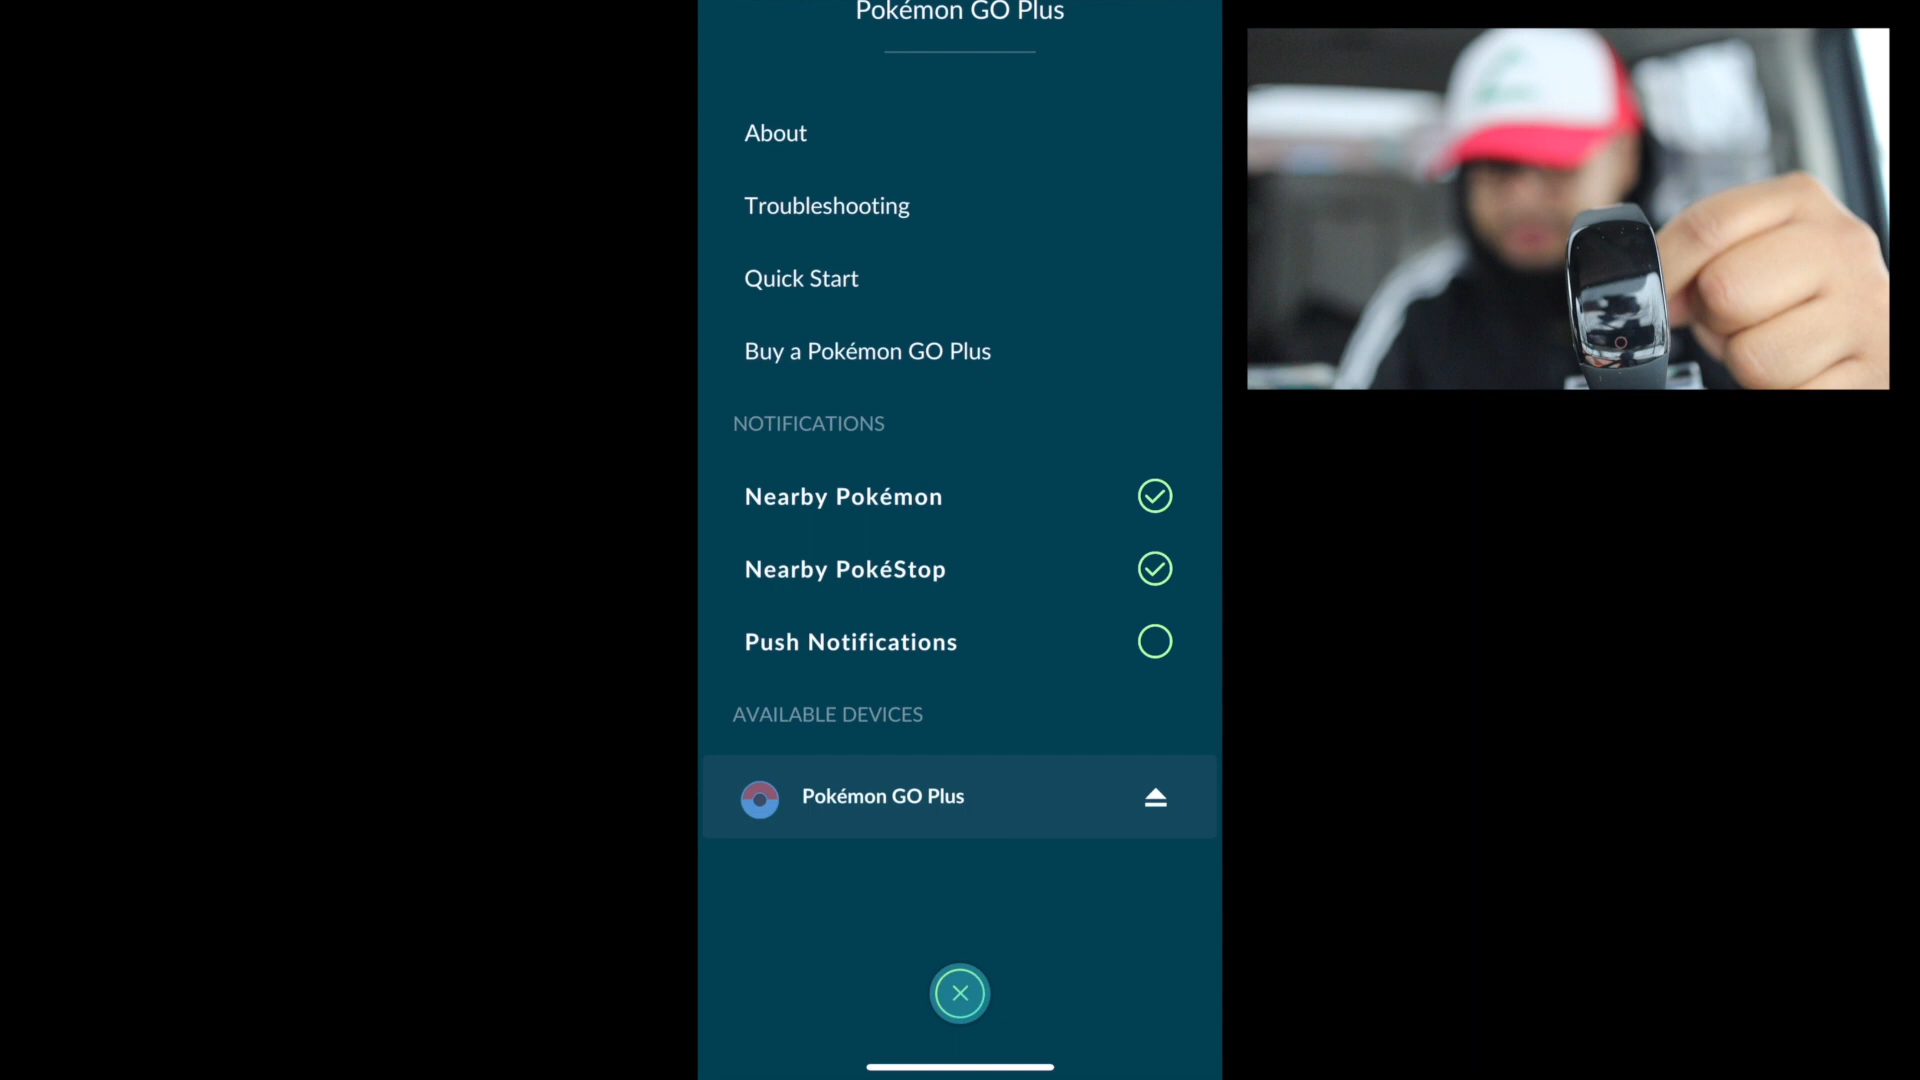 Pokémon GO Plus
About
Troubleshooting
Quick Start
Buy a Pokémon GO Plus
NOTIFICATIONS
Nearby Pokémon
Nearby PokéStop
Push Notifications
AVAILABLE DEVICES
Pokémon GO Plus